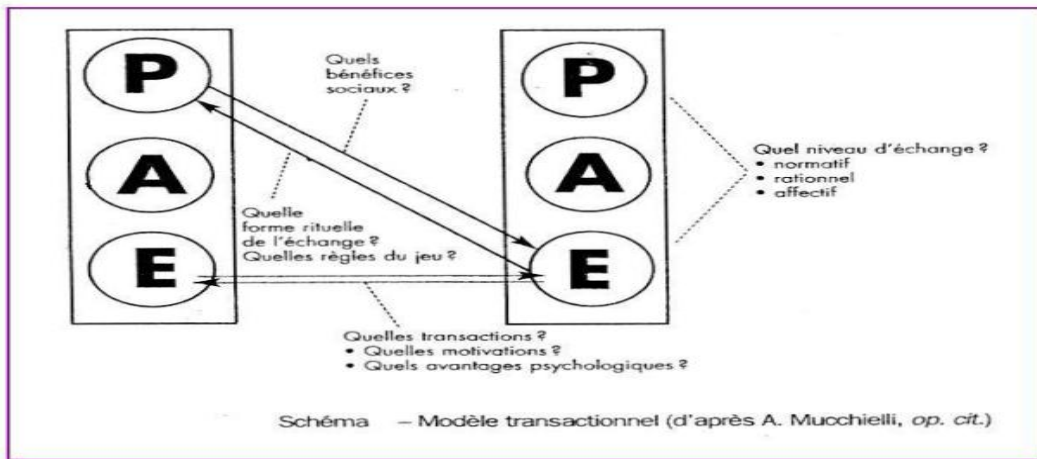 P
P
Quels
bénéfices
sociaux ?
A
A
Quel niveau d'échange ?
• normatif
• rationnel
• affectif
Quelle
forme rituelle
de l'échange ?
Quelles règles du jeu ?
E
E
Quelles transactions ?
• Quelles motivations ?
• Quels avantages psychologiques ?
Schéma – Modèle transactionnel (d'après A. Mucchielli, op. cit.)